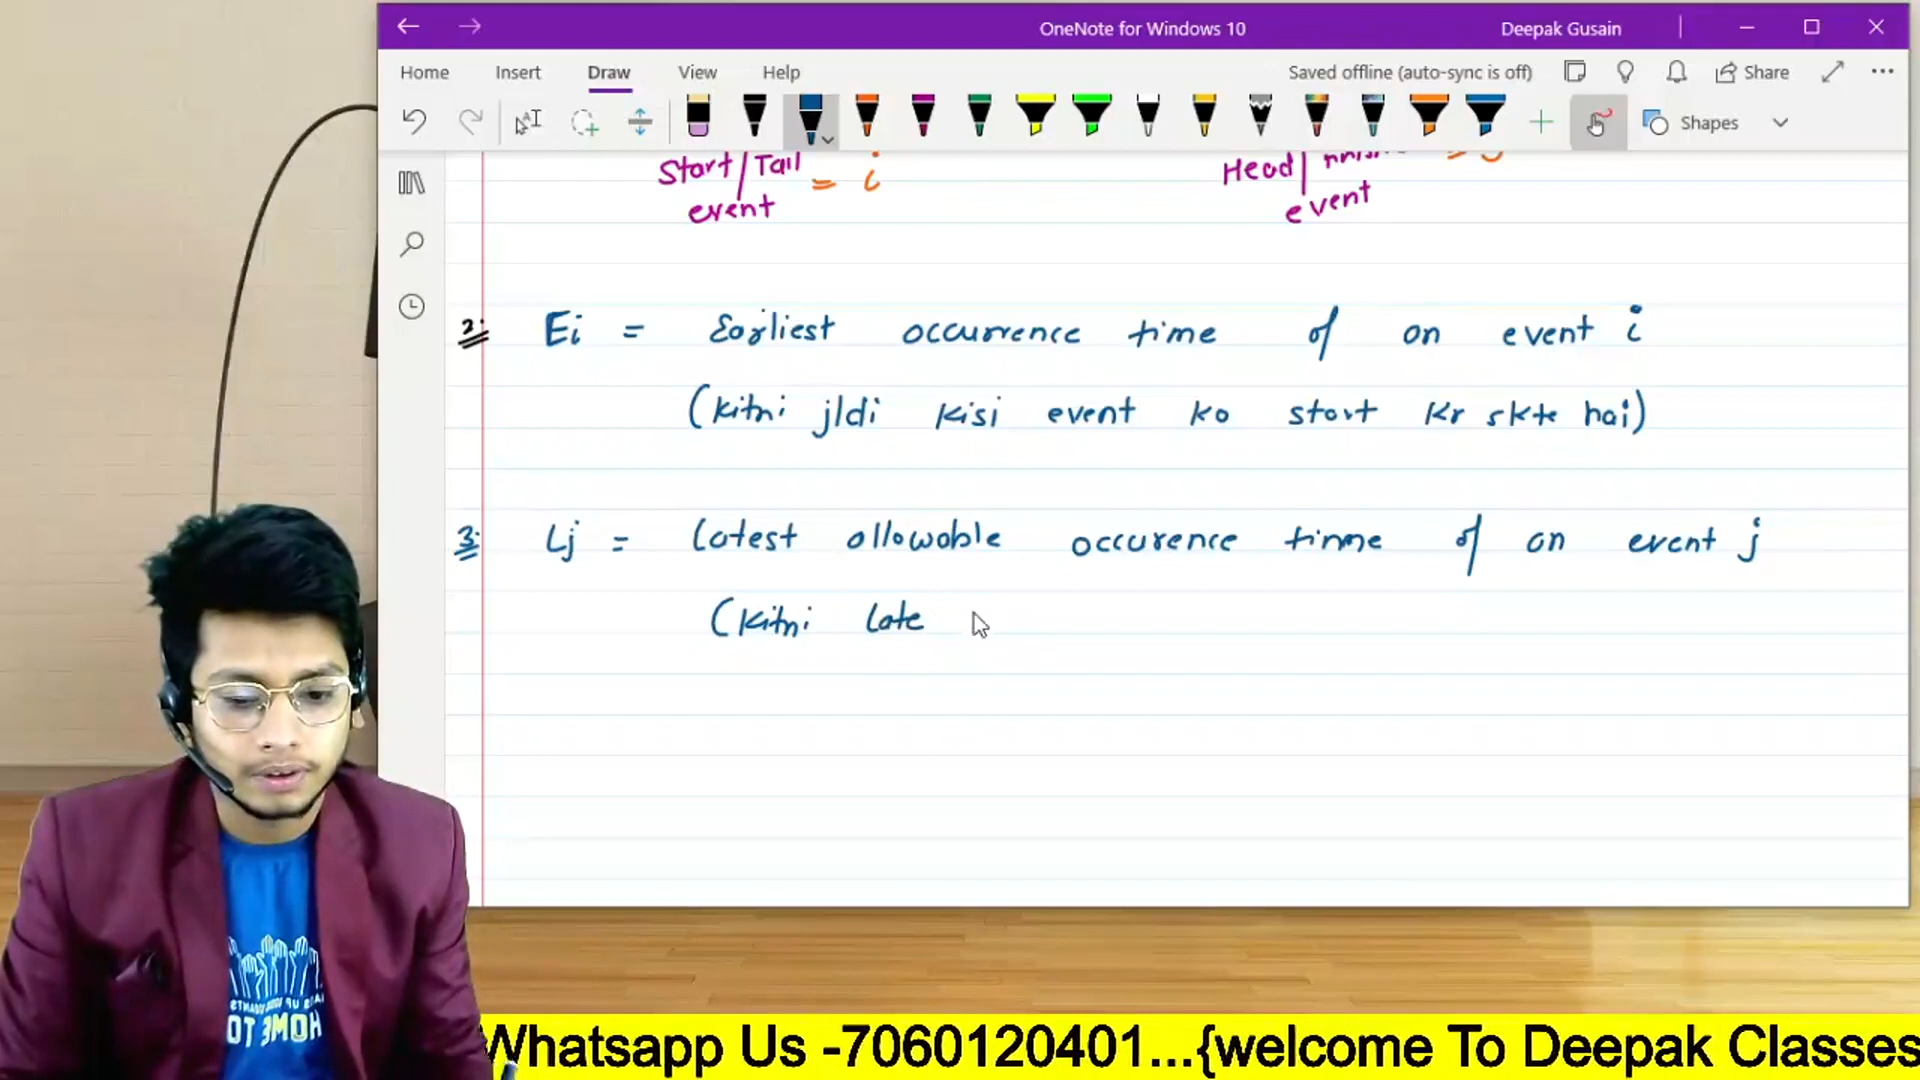 OneNote for Windows 10 Deepak Gusain
Home Insert Draw View Help Saved offline (auto-sync is off) Share
Shapes
Start/Tail = i Head/
event event
2. Ei = Earliest occurrence time of an event i
(kitni jldi kisi event ko start kr skte hai)
3. Lj = latest allowable occurence time of an event j
(kitni late
HOME TO
Whatsapp Us -7060120401...{welcome To Deepak Classes